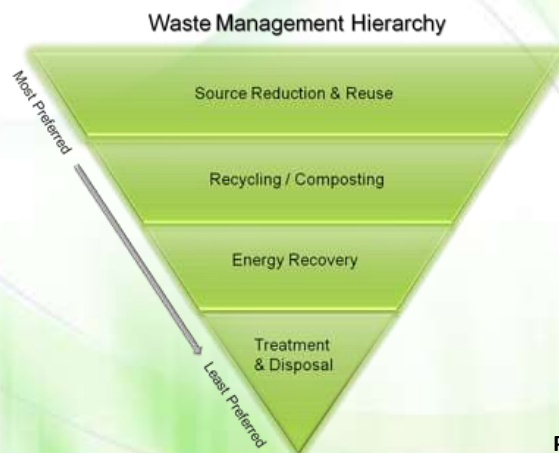 Waste Management Hierarchy
Most Preferred
Source Reduction & Reuse
Recycling / Composting
Energy Recovery
Treatment
& Disposal
Least Preferred